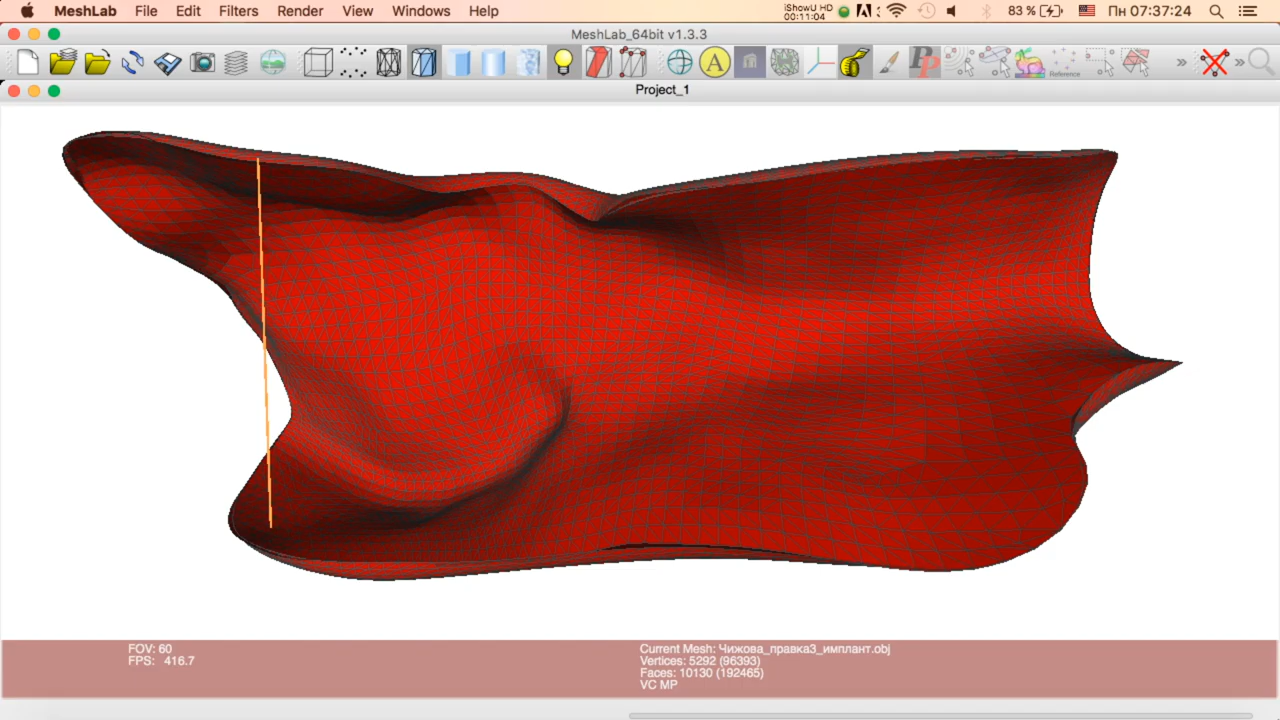 MeshLab File Edit Filters Render View Windows Help
iShowU HD
00:11:04
83 %
Пн 07:37:24
MeshLab_64bit v1.3.3
A
Reference
Project_1
FOV: 60
FPS: 416.7
Current Mesh: Чижова_правка3_имплант.obj
Vertices: 5292 (96393)
Faces: 10130 (192465)
VC MP